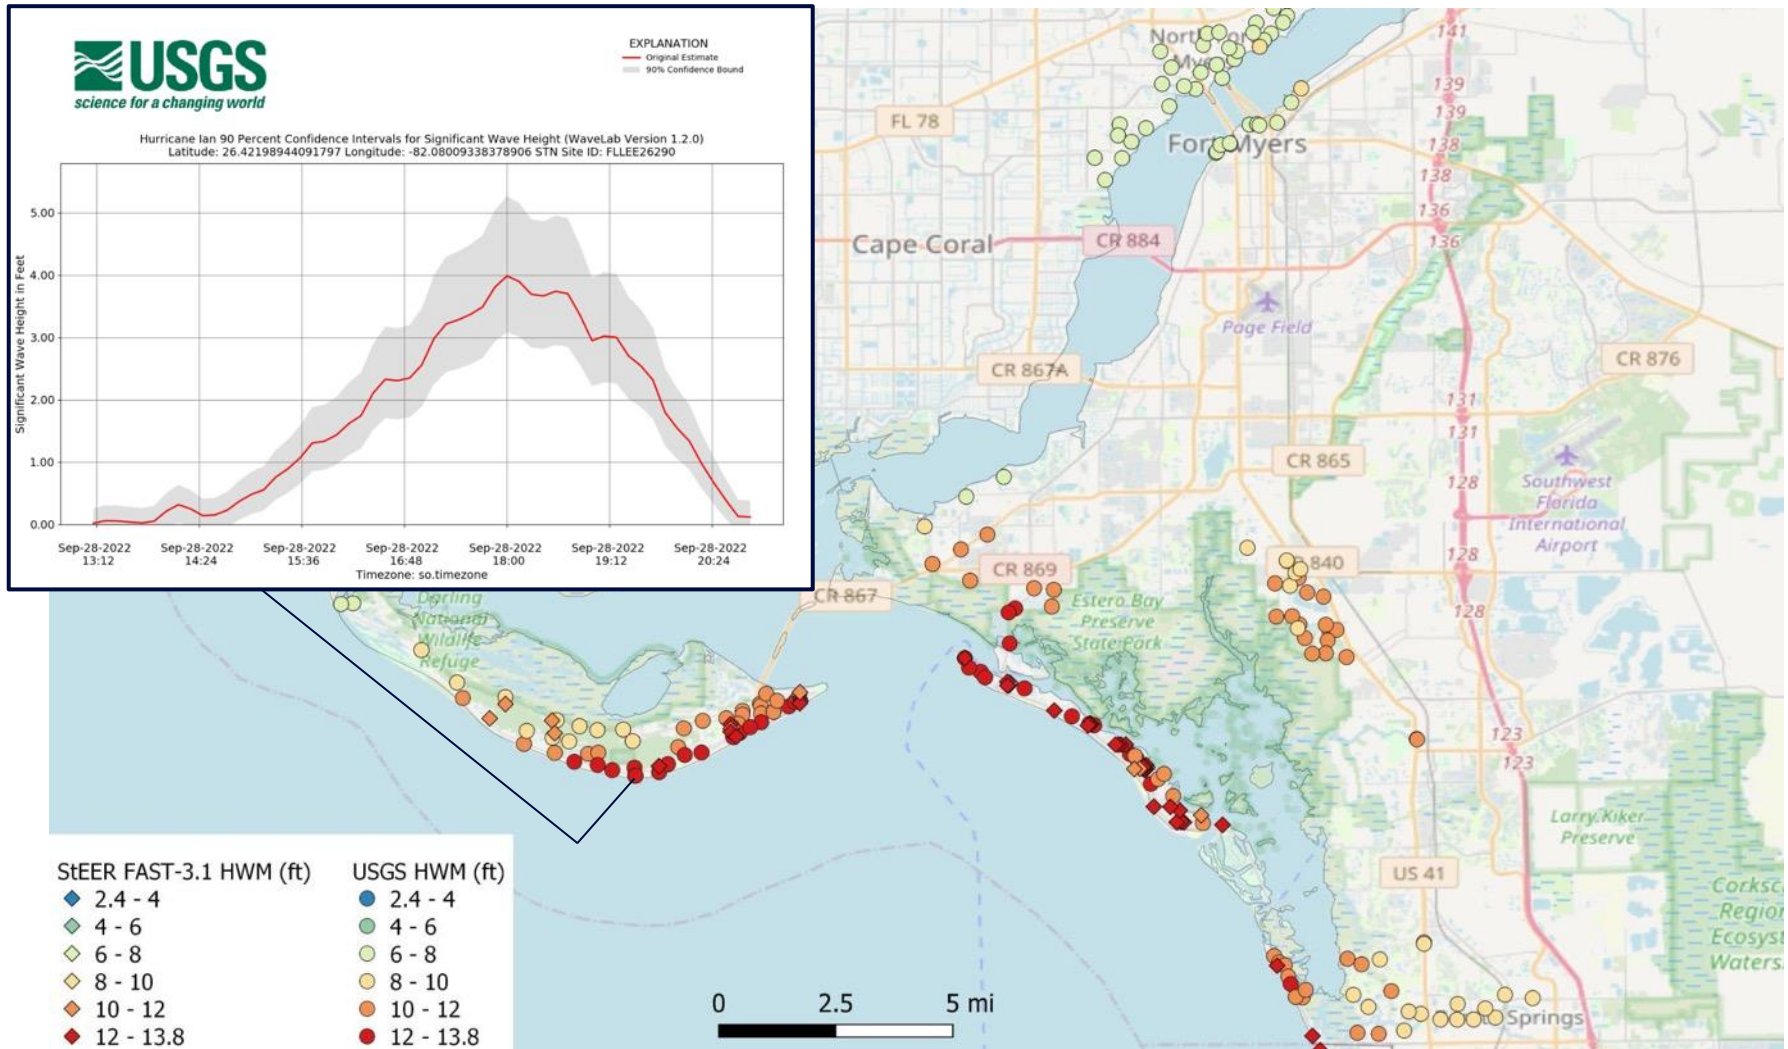 USGS
science for a changing world
EXPLANATION
Original Estimate
90% Confidence Bound
Hurricane Ian 90 Percent Confidence Intervals for Significant Wave Height (WaveLab Version 1.2.0)
Latitude: 26.42198944091797 Longitude: -82.08009338378906 STN Site ID: FLLEE26290
Significant Wave Height in Feet
5.00
4.00
3.00
2.00
1.00
0.00
Sep-28-2022
13:12
Sep-28-2022
14:24
Sep-28-2022
15:36
Sep-28-2022
16:48
Sep-28-2022
18:00
Sep-28-2022
19:12
Sep-28-2022
20:24
Timezone: so.timezone
FL 78
Fort Myers
Cape Coral
CR 884
Page Field
CR 867A
CR 876
CR 865
Southwest
Florida
International
Airport
CR 869
840
CR 867
Estero Bay
Preserve
State Park
Darling
National
Wildlife
Refuge
141
139
139
138
138
136
136
131
131
128
128
128
123
123
Larry Kiker
Preserve
US 41
Springs
StEER FAST-3.1 HWM (ft)
2.4 - 4
4 - 6
6 - 8
8 - 10
10 - 12
12 - 13.8
USGS HWM (ft)
2.4 - 4
4 - 6
6 - 8
8 - 10
10 - 12
12 - 13.8
0 2.5 5 mi